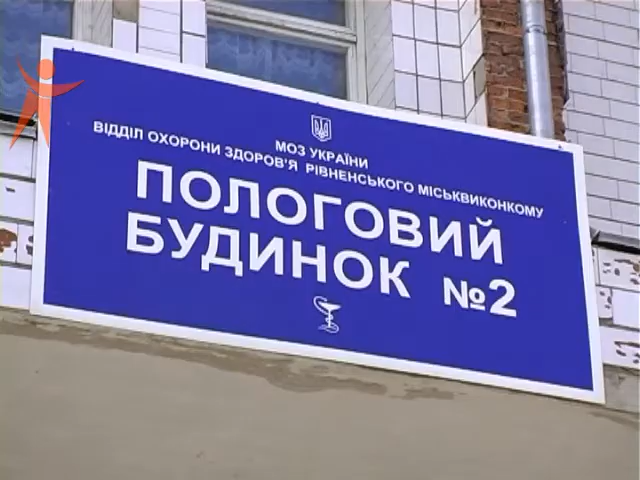 МОЗ УКРАЇНИ
ВІДДІЛ ОХОРОНИ ЗДОРОВ'Я РІВНЕНСЬКОГО МІСЬКВИКОНКОМУ
ПОЛОГОВИЙ
БУДИНОК №2